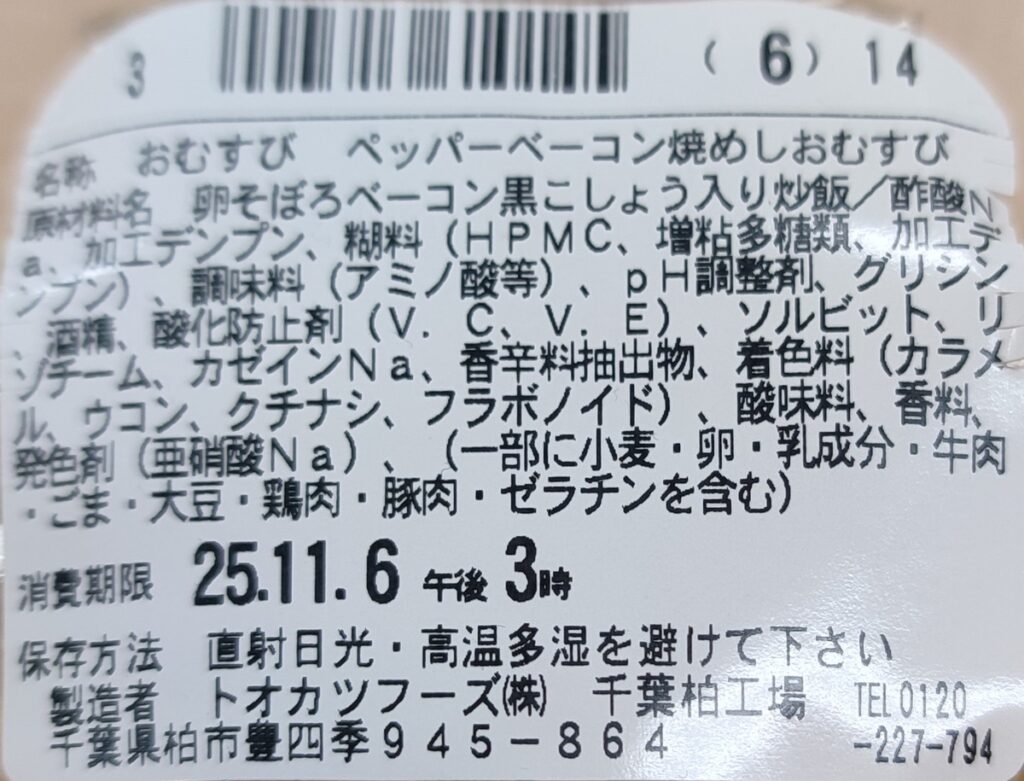 3 (6) 14
名称 おむすび ペッパーベーコン焼めしおむすび
原材料名 卵そぼろベーコン黒こしょう入り炒飯／酢酸N
a、加工デンプン、糊料(HPMC、増粘多糖類、加工デ
ンプン)、調味料(アミノ酸等)、pH調整剤、グリシン
、酒精、酸化防止剤(V.C、V.E)、ソルビット、リ
ゾチーム、カゼインNa、香辛料抽出物、着色料(カラメ
ル、ウコン、クチナシ、フラボノイド)、酸味料、香料、
発色剤(亜硝酸Na)、(一部に小麦・卵・乳成分・牛肉
・ごま・大豆・鶏肉・豚肉・ゼラチンを含む)
消費期限 25.11.6 午後3時
保存方法 直射日光・高温多湿を避けて下さい
製造者 トオカツフーズ(株) 千葉柏工場 TEL0120
千葉県柏市豊四季945-864 -227-794